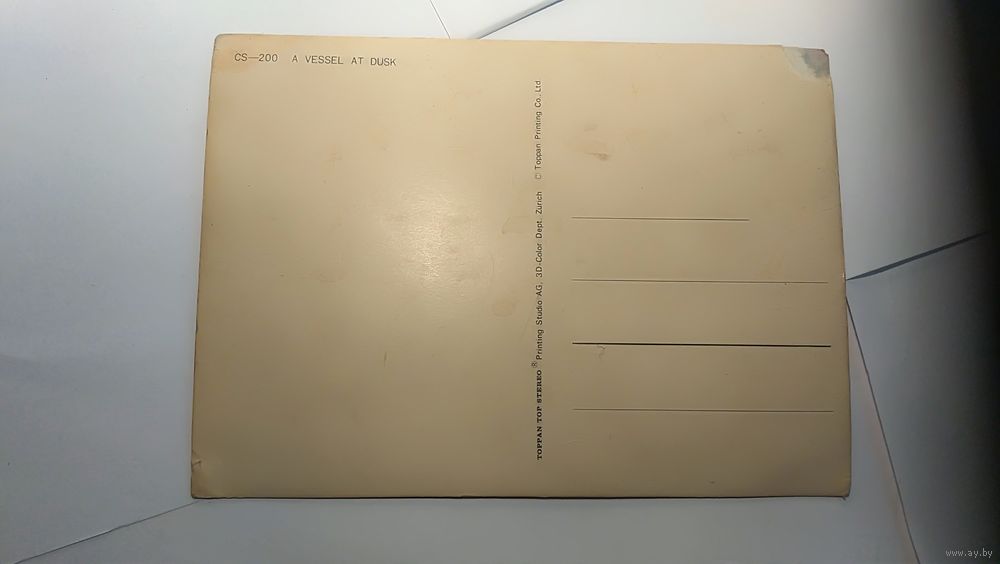 CS—200 A VESSEL AT DUSK
TOPPAN TOP STEREO® Printing Studio AG. 3D-Color Dept. Zürich © Toppan Printing Co., Ltd
www.ay.by